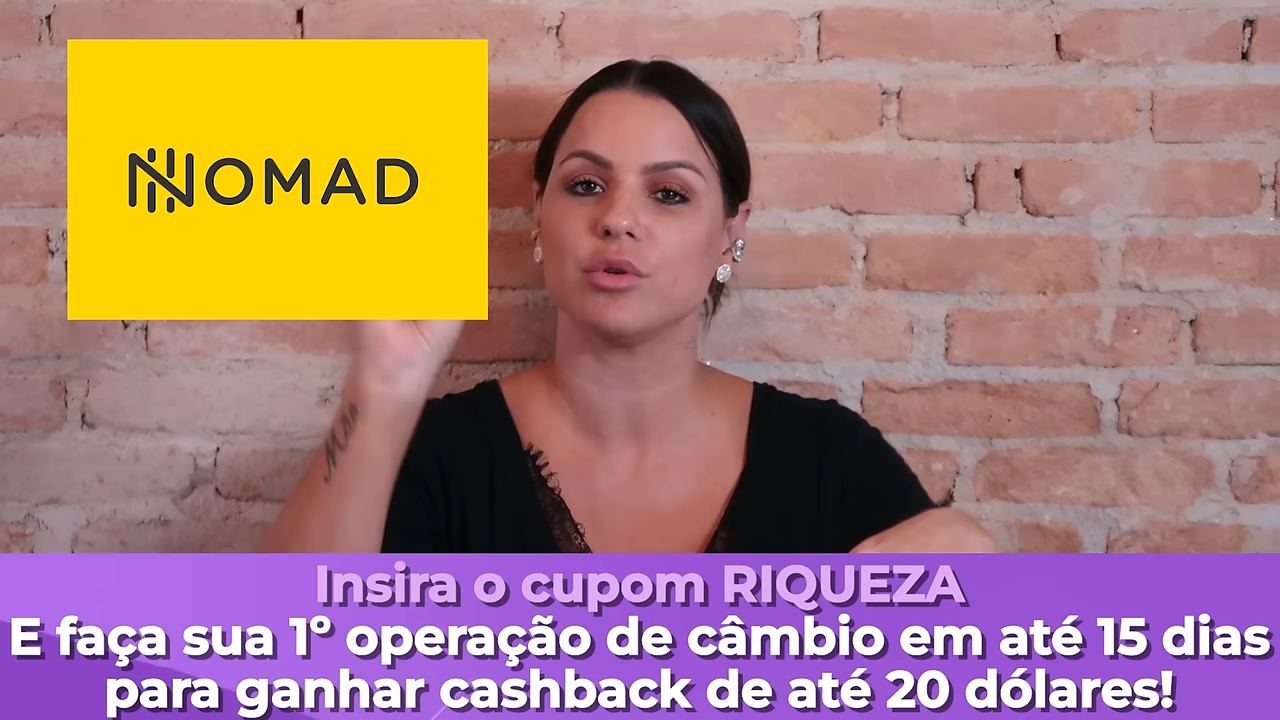 NOMAD
Insira o cupom RIQUEZA
E faça sua 1º operação de câmbio em até 15 dias
para ganhar cashback de até 20 dólares!